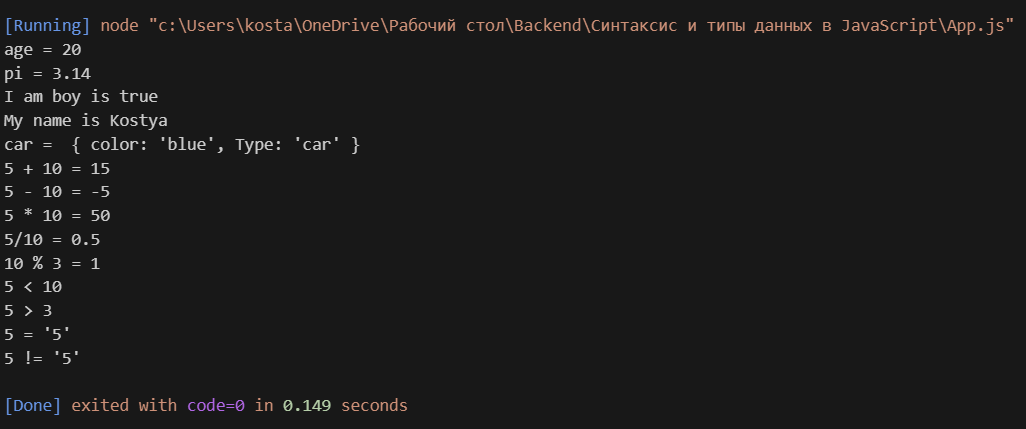 [Running] node "c:\Users\kosta\OneDrive\Рабочий стол\Backend\Синтаксис и типы данных в JavaScript\App.js"
age = 20
pi = 3.14
I am boy is true
My name is Kostya
car =  { color: 'blue', Type: 'car' }
5 + 10 = 15
5 - 10 = -5
5 * 10 = 50
5/10 = 0.5
10 % 3 = 1
5 < 10
5 > 3
5 = '5'
5 != '5'
[Done] exited with code=0 in 0.149 seconds